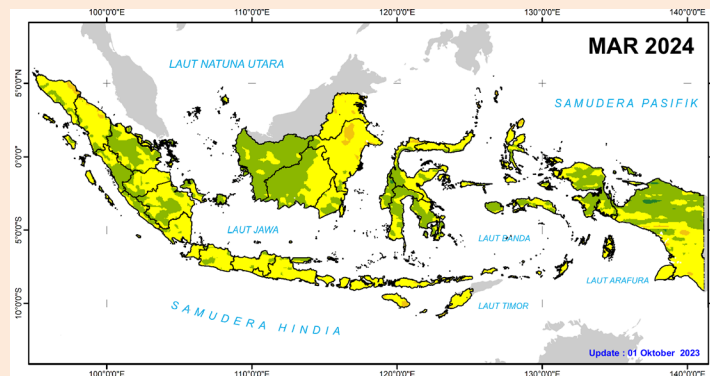 100°0'0"E 110°0'0"E 120°0'0"E 130°0'0"E 140°0'0"E
MAR 2024
LAUT NATUNA UTARA
5°0'0"N
SAMUDERA PASIFIK
0°0'0"
LAUT JAWA
LAUT BANDA
5°0'0"S
LAUT ARAFURA
10°0'0"S
SAMUDERA HINDIA
LAUT TIMOR
Update : 01 Oktober 2023
100°0'0"E 110°0'0"E 120°0'0"E 130°0'0"E 140°0'0"E